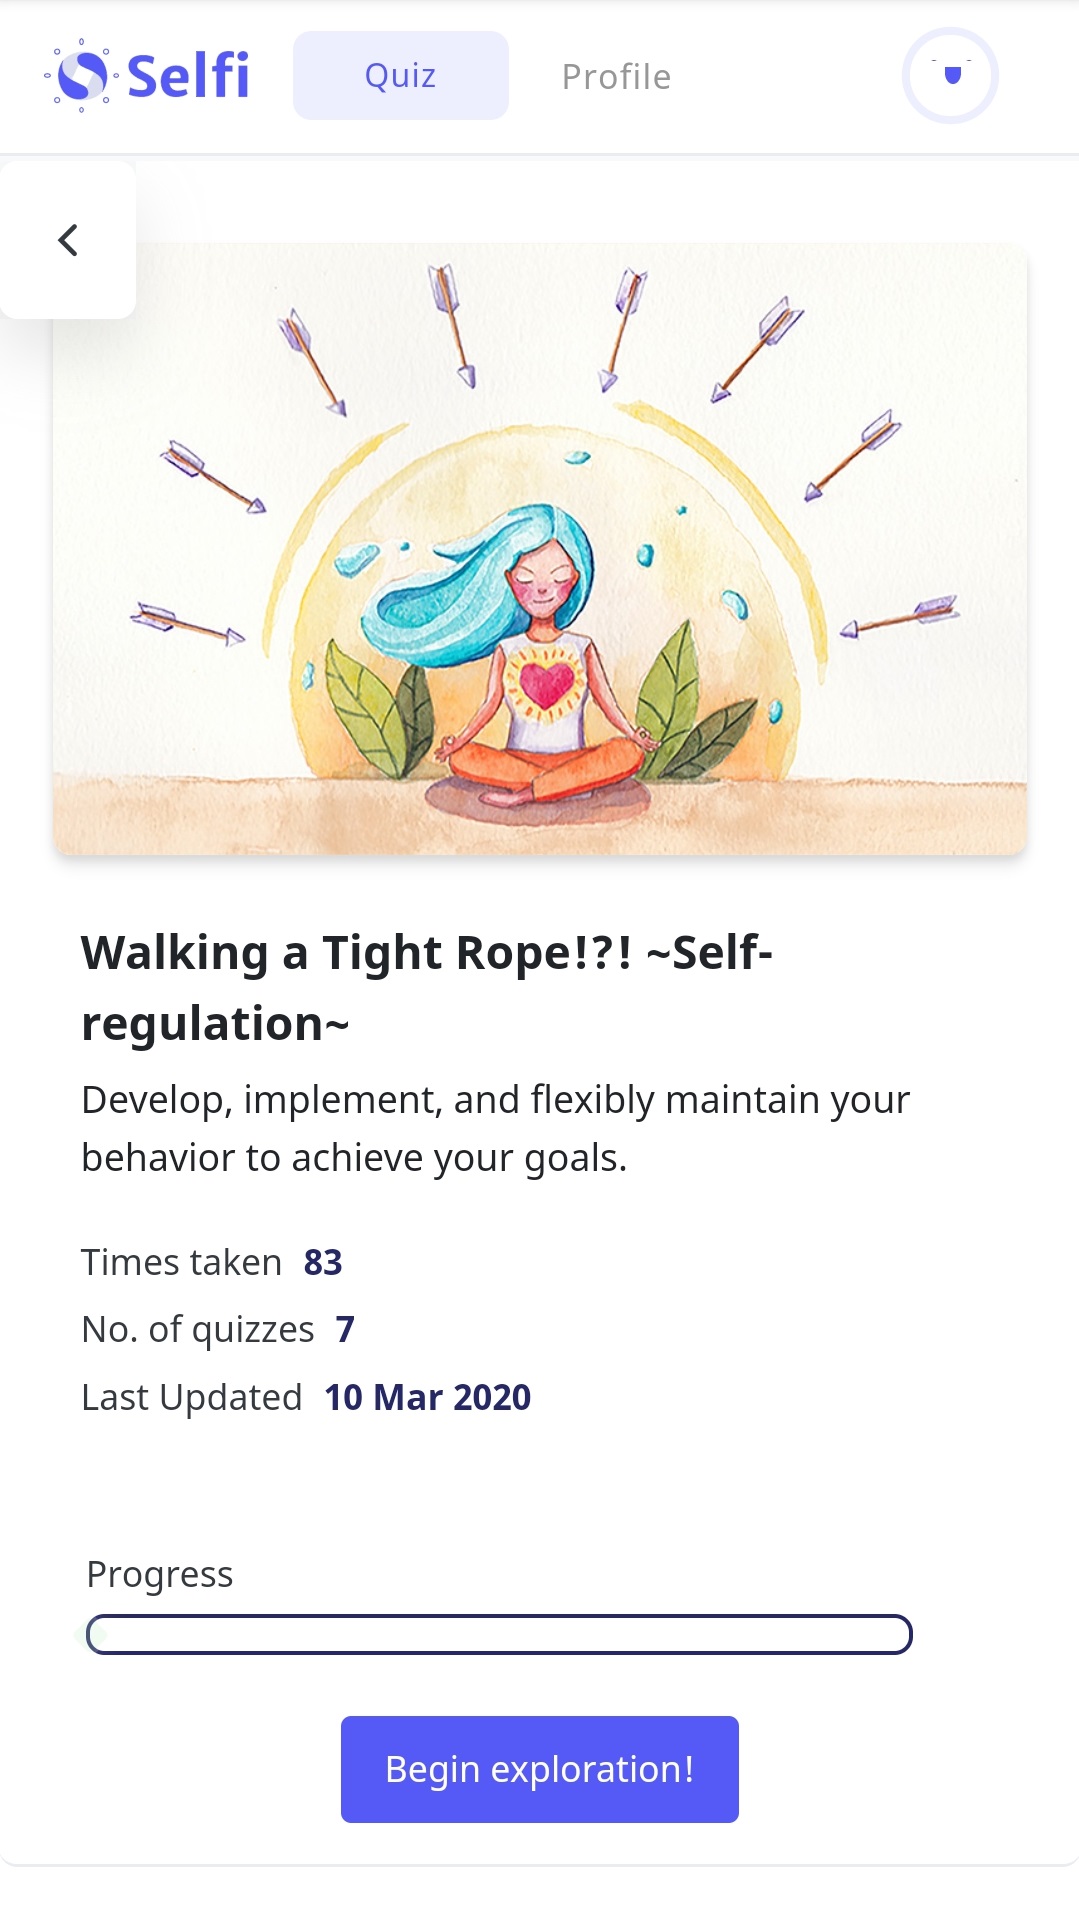 Selfi
Quiz
Profile
Walking a Tight Rope!?! ~Self-
regulation~
Develop, implement, and flexibly maintain your
behavior to achieve your goals.
Times taken 83
No. of quizzes 7
Last Updated 10 Mar 2020
Progress
Begin exploration!